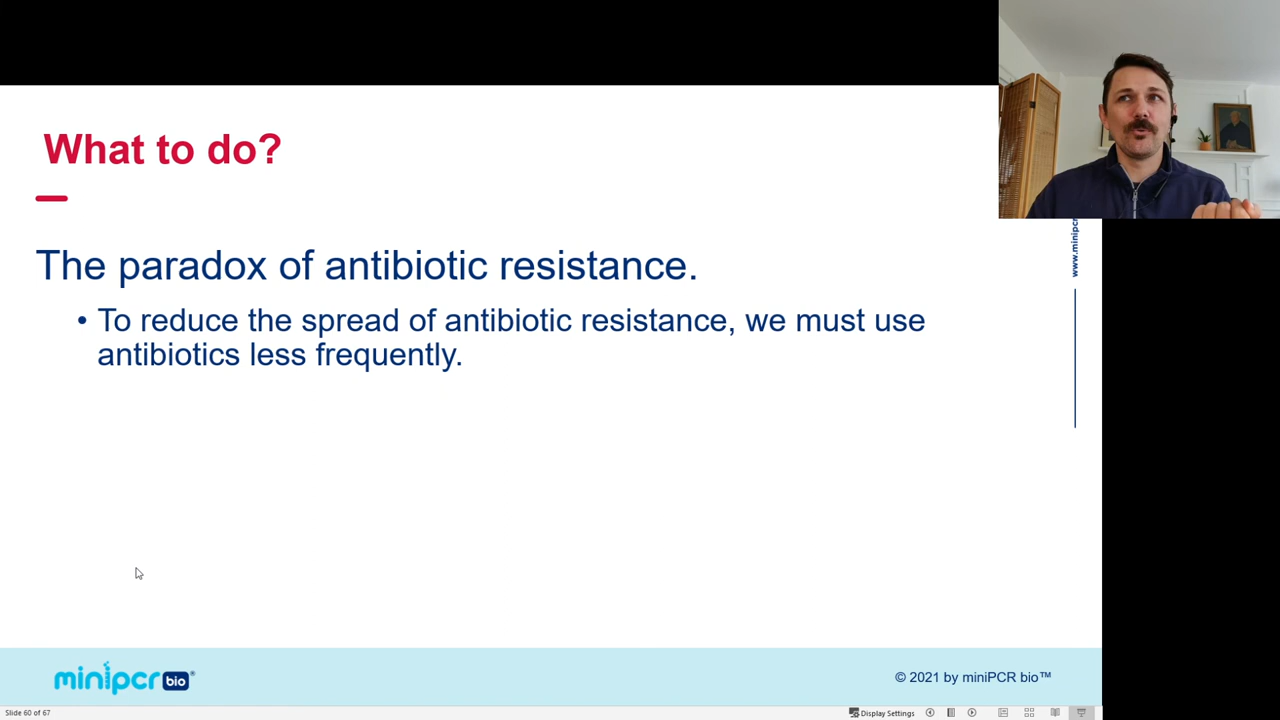 What to do?
The paradox of antibiotic resistance.
• To reduce the spread of antibiotic resistance, we must use
antibiotics less frequently.
www.minipcr
minipcr bio®
© 2021 by miniPCR bio™
Slide 60 of 67
Display Settings